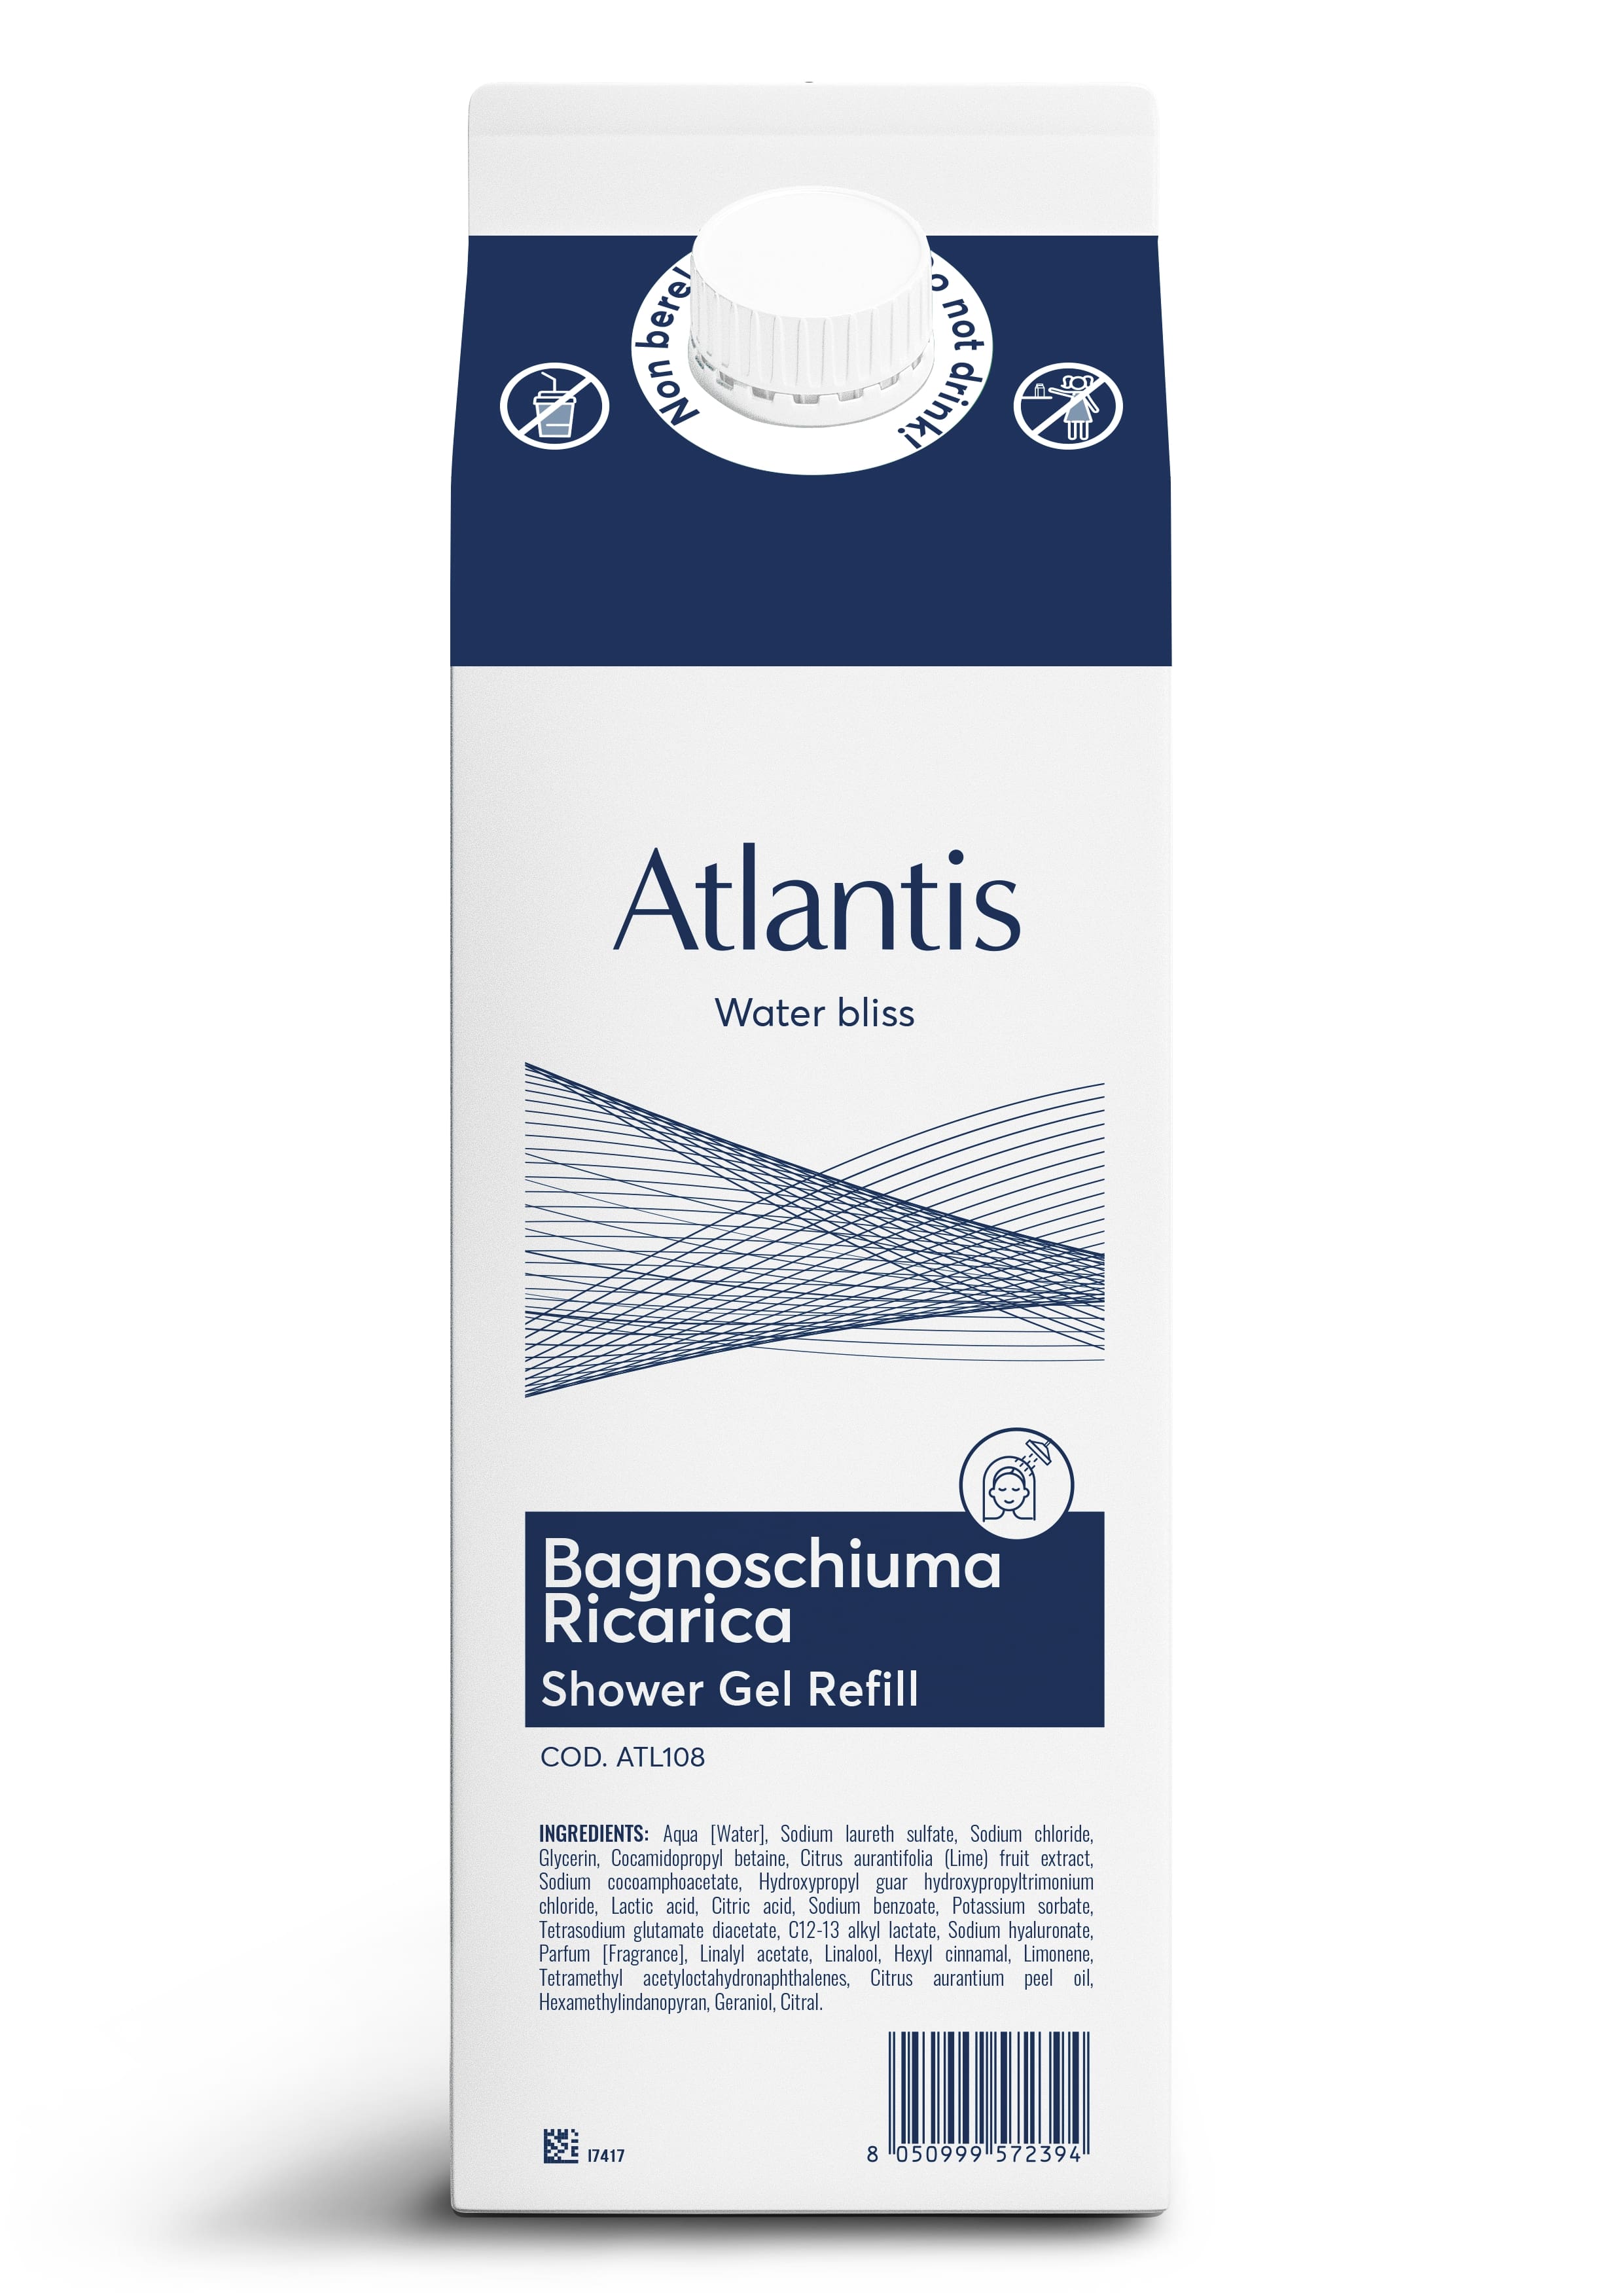 Non bere!
not drink!
Atlantis
Water bliss
Bagnoschiuma
Ricarica
Shower Gel Refill
COD. ATL108
INGREDIENTS: Aqua [Water], Sodium laureth sulfate, Sodium chloride,
Glycerin, Cocamidopropyl betaine, Citrus aurantifolia (Lime) fruit extract,
Sodium cocoamphoacetate, Hydroxypropyl guar hydroxypropyltrimonium
chloride, Lactic acid, Citric acid, Sodium benzoate, Potassium sorbate,
Tetrasodium glutamate diacetate, C12-13 alkyl lactate, Sodium hyaluronate,
Parfum [Fragrance], Linalyl acetate, Linalool, Hexyl cinnamal, Limonene,
Tetramethyl acetyloctahydronaphthalenes, Citrus aurantium peel oil,
Hexamethylindanopyran, Geraniol, Citral.
I7417
8 050999 572394